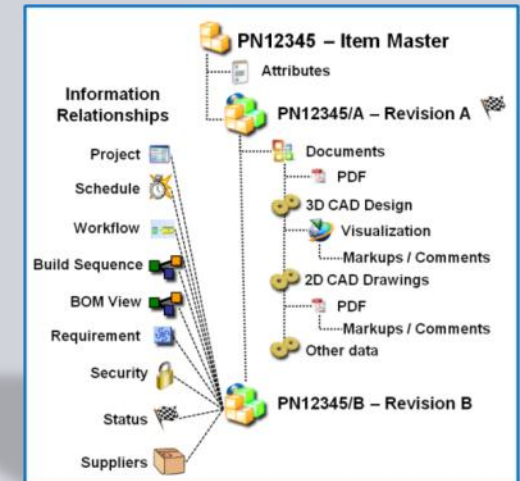 PN12345 – Item Master
Attributes
Information
Relationships
PN12345/A – Revision A
Project
Schedule
Workflow
Build Sequence
BOM View
Requirement
Security
Status
Suppliers
Documents
PDF
3D CAD Design
Visualization
Markups / Comments
2D CAD Drawings
PDF
Markups / Comments
Other data
PN12345/B – Revision B